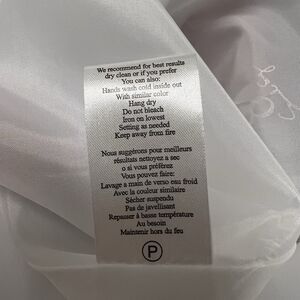 We recommend for best results
dry clean or if you prefer
You can also:
Hands wash cold inside out
With similar color
Hang dry
Do not bleach
Iron on lowest
Setting as needed
Keep away from fire
Nous suggérons pour meilleurs
résultats nettoyez a sec
o si vous préférez
Vous pouvez faire:
Lavage a main de verso eau froid
Avec la couleur similaire
Sécher suspendu
Pas de javellisant
Repasser à basse température
Au besoin
Maintenir hors du feu
P